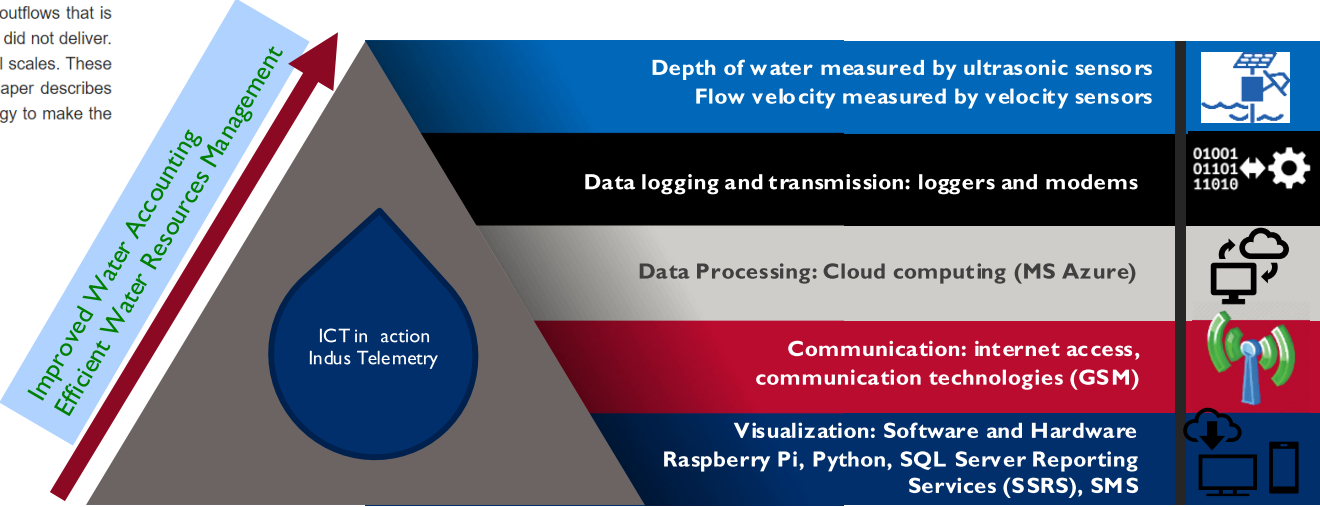 outflows that is
did not deliver.
l scales. These
aper describes
gy to make the
Improved Water Accounting
Efficient Water Resources Management
ICT in action
Indus Telemetry
Depth of water measured by ultrasonic sensors
Flow velocity measured by velocity sensors
Data logging and transmission: loggers and modems
Data Processing: Cloud computing (MS Azure)
Communication: internet access,
communication technologies (GSM)
Visualization: Software and Hardware
Raspberry Pi, Python, SQL Server Reporting
Services (SSRS), SMS
01001
01101
11010